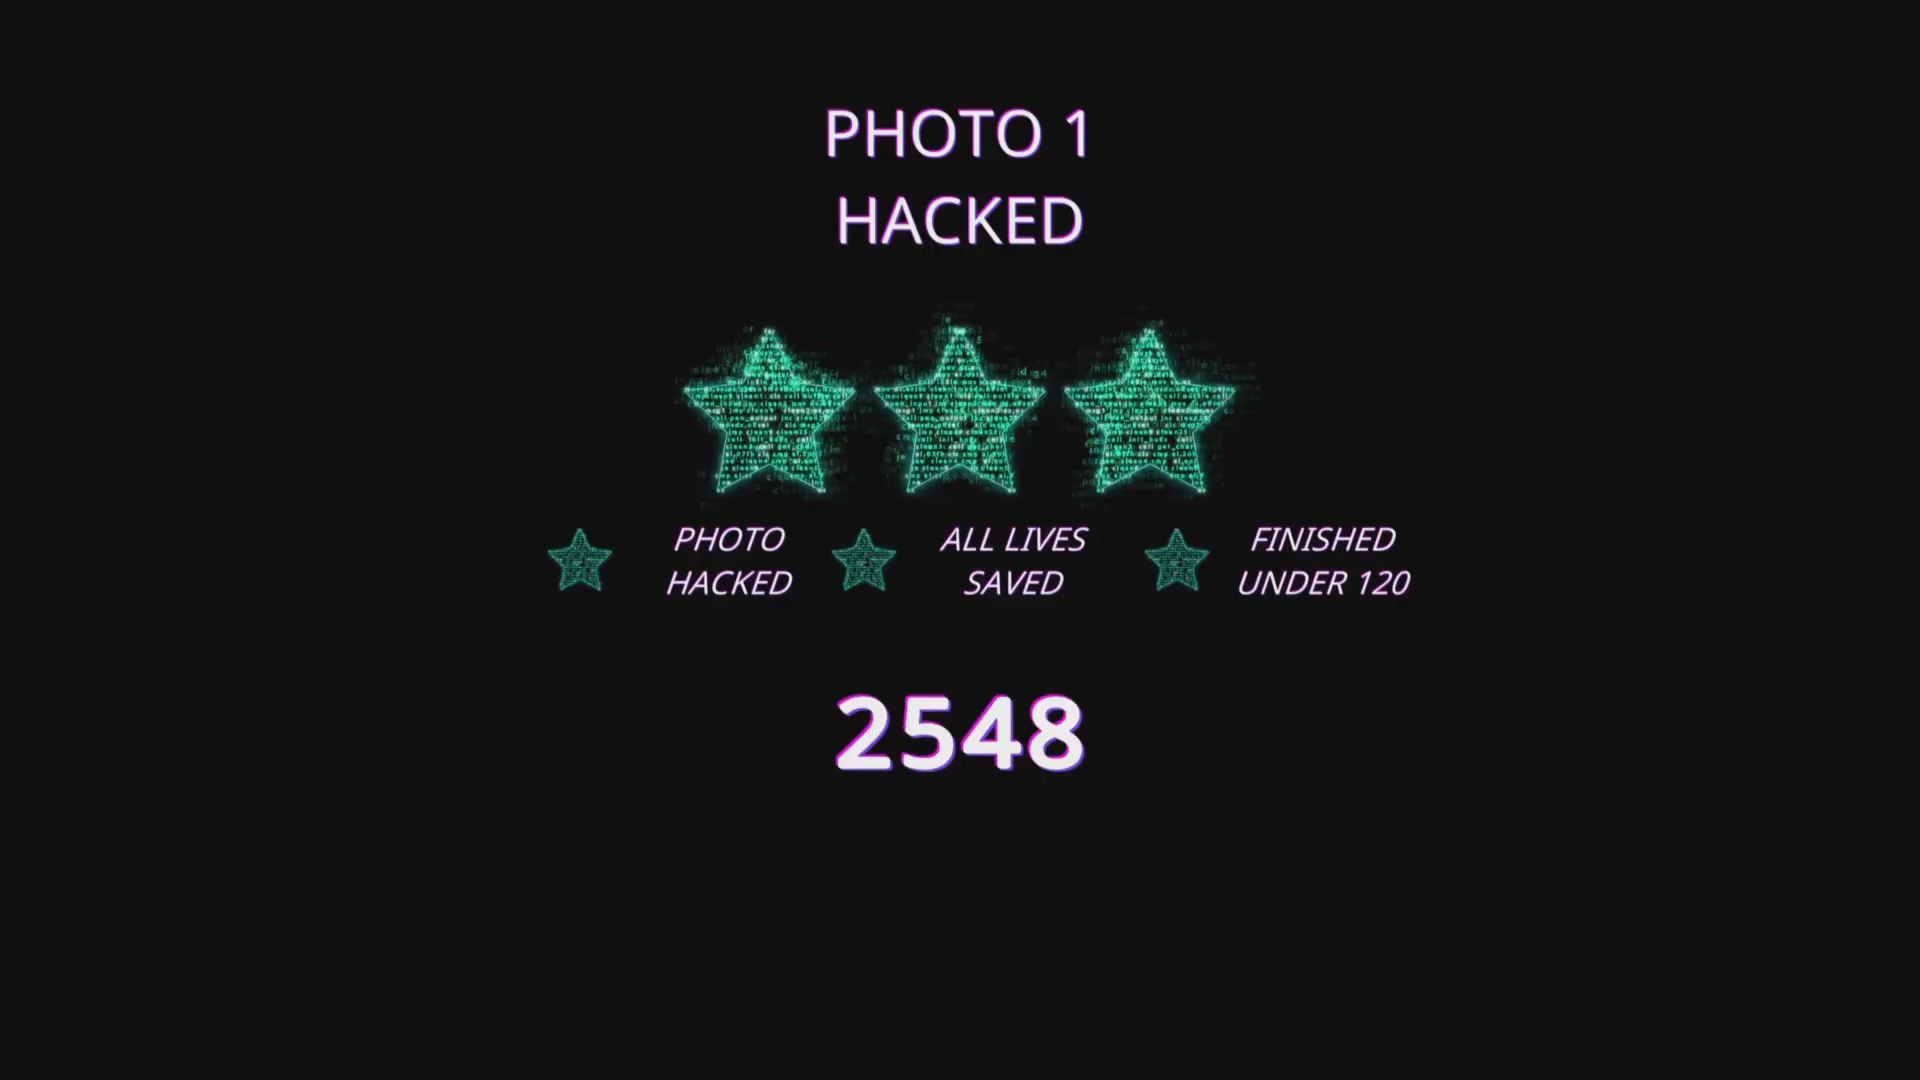 PHOTO 1
HACKED
PHOTO
HACKED
ALL LIVES
SAVED
FINISHED
UNDER 120
2548